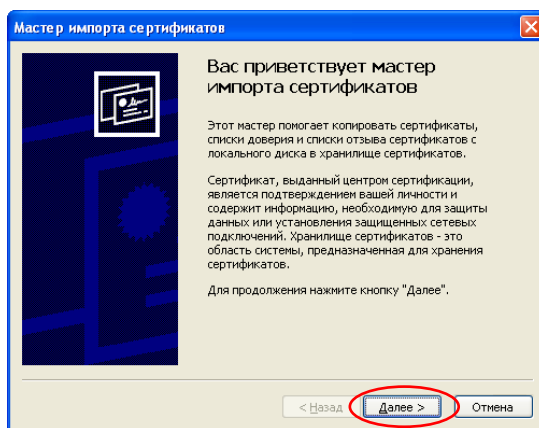 Мастер импорта сертификатов
Вас приветствует мастер
импорта сертификатов
Этот мастер помогает копировать сертификаты,
списки доверия и списки отзыва сертификатов с
локального диска в хранилище сертификатов.
Сертификат, выданный центром сертификации,
является подтверждением вашей личности и
содержит информацию, необходимую для защиты
данных или установления защищенных сетевых
подключений. Хранилище сертификатов - это
область системы, предназначенная для хранения
сертификатов.
Для продолжения нажмите кнопку "Далее".
< Назад Далее > Отмена